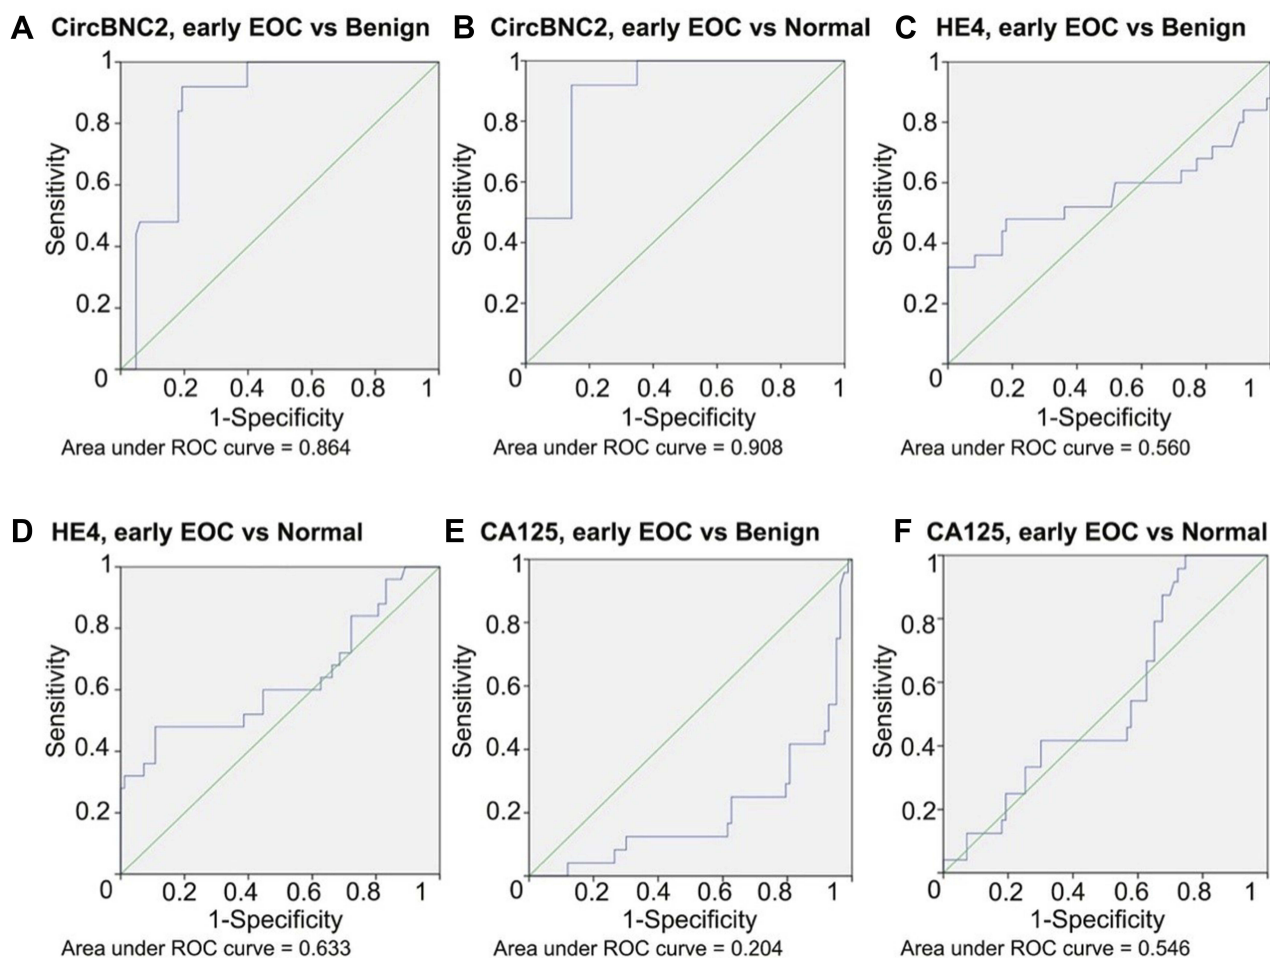 A CircBNC2, early EOC vs Benign
1
0.8
0.6
0.4
0.2
0
0.2 0.4 0.6 0.8 1
Sensitivity
1-Specificity
Area under ROC curve = 0.864
B CircBNC2, early EOC vs Normal
1
0.8
0.6
0.4
0.2
0
0.2 0.4 0.6 0.8 1
Sensitivity
1-Specificity
Area under ROC curve = 0.908
C HE4, early EOC vs Benign
1
0.8
0.6
0.4
0.2
0
0.2 0.4 0.6 0.8 1
Sensitivity
1-Specificity
Area under ROC curve = 0.560
D HE4, early EOC vs Normal
1
0.8
0.6
0.4
0.2
0
0.2 0.4 0.6 0.8 1
Sensitivity
1-Specificity
Area under ROC curve = 0.633
E CA125, early EOC vs Benign
1
0.8
0.6
0.4
0.2
0
0.2 0.4 0.6 0.8 1
Sensitivity
1-Specificity
Area under ROC curve = 0.204
F CA125, early EOC vs Normal
1
0.8
0.6
0.4
0.2
0
0.2 0.4 0.6 0.8 1
Sensitivity
1-Specificity
Area under ROC curve = 0.546